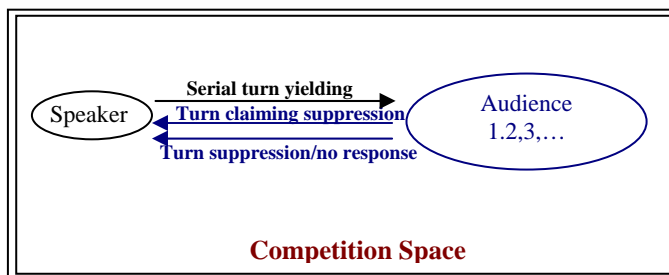 Serial turn yielding
Speaker
Turn claiming suppression
Audience
1.2,3,…
Turn suppression/no response
Competition Space